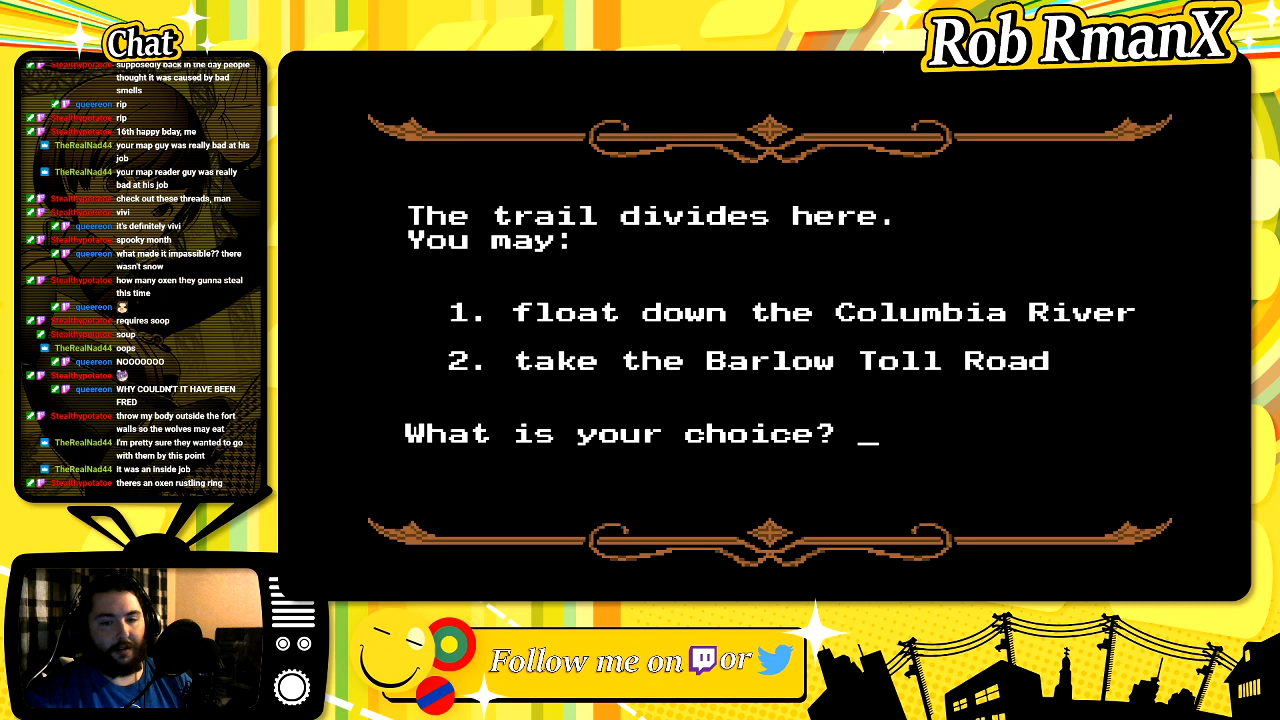 Chat
Rob RmanX
Stealthypotatoe supposedly back in the day people
thought it was caused by bad
smells
queereon rip
Stealthypotatoe rip
Stealthypotatoe 16th handsday, me
TheRealNad44 your map guy was really bad at his
job
TheRealNad44 your map reader guy was really
bad at his job
Stealthypotatoe check out these threads, man
Stealthypotatoe vivi
queereon it's definitely vivi
Stealthypotatoe spooky month
queereon what made it impassible?? there
wasn't snow
Stealthypotatoe how many oxen they gunna steal
this time
queereon
Stealthypotatoe requires soop
Stealthypotatoe soup
TheRealNad44 oops
queereon NOOOOOOO
Stealthypotatoe
queereon WHY COULDN'T IT HAVE BEEN
FRED
Stealthypotatoe throw my body outside the fort
walls so the wolves may eat
TheRealNad44 I'm pretty sure they wanted to go
with them by this point
TheRealNad44 It was an inside job
Stealthypotatoe theres an oxen rustling ring
The trail divides here.
You may:
1. float down the Columbia River
2. take the Barlow Toll Road
What is your choice? _
Follow me on or